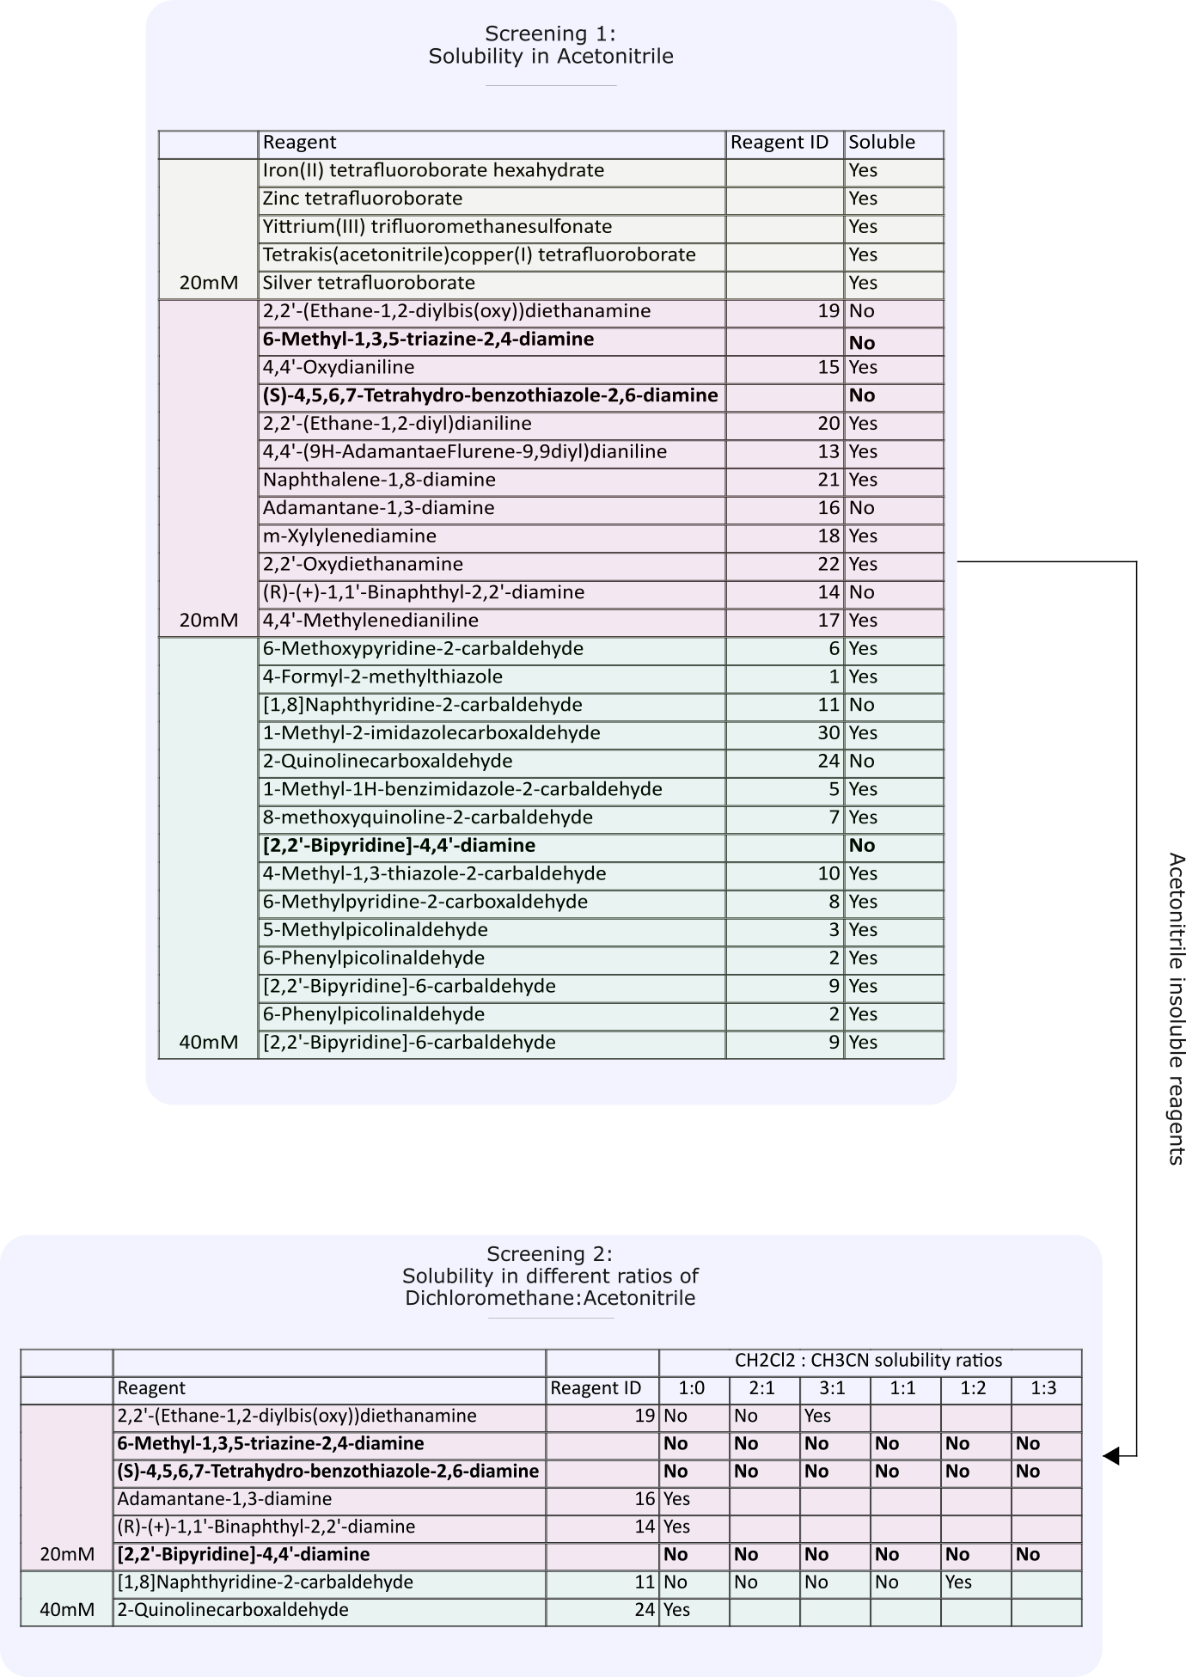 Screening 1:
Solubility in Acetonitrile
Reagent Reagent ID Soluble
Iron(II) tetrafluoroborate hexahydrate Yes
Zinc tetrafluoroborate Yes
Yittrium(III) trifluoromethanesulfonate Yes
Tetrakis(acetonitrile)copper(I) tetrafluoroborate Yes
20mM Silver tetrafluoroborate Yes
2,2'-(Ethane-1,2-diylbis(oxy))diethanamine 19 No
6-Methyl-1,3,5-triazine-2,4-diamine No
4,4'-Oxydianiline 15 Yes
(S)-4,5,6,7-Tetrahydro-benzothiazole-2,6-diamine No
2,2'-(Ethane-1,2-diyl)dianiline 20 Yes
4,4'-(9H-AdamantaeFlurene-9,9diyl)dianiline 13 Yes
Naphthalene-1,8-diamine 21 Yes
Adamantane-1,3-diamine 16 No
m-Xylylenediamine 18 Yes
2,2'-Oxydiethanamine 22 Yes
(R)-(+)-1,1'-Binaphthyl-2,2'-diamine 14 No
20mM 4,4'-Methylenedianiline 17 Yes
6-Methoxypyridine-2-carbaldehyde 6 Yes
4-Formyl-2-methylthiazole 1 Yes
[1,8]Naphthyridine-2-carbaldehyde 11 No
1-Methyl-2-imidazolecarboxaldehyde 30 Yes
2-Quinolinecarboxaldehyde 24 No
1-Methyl-1H-benzimidazole-2-carbaldehyde 5 Yes
8-methoxyquinoline-2-carbaldehyde 7 Yes
[2,2'-Bipyridine]-4,4'-diamine No
4-Methyl-1,3-thiazole-2-carbaldehyde 10 Yes
6-Methylpyridine-2-carboxaldehyde 8 Yes
5-Methylpicolinaldehyde 3 Yes
6-Phenylpicolinaldehyde 2 Yes
[2,2'-Bipyridine]-6-carbaldehyde 9 Yes
6-Phenylpicolinaldehyde 2 Yes
40mM [2,2'-Bipyridine]-6-carbaldehyde 9 Yes
Acetonitrile insoluble reagents
Screening 2:
Solubility in different ratios of
Dichloromethane:Acetonitrile
CH2Cl2 : CH3CN solubility ratios
Reagent Reagent ID 1:0 2:1 3:1 1:1 1:2 1:3
2,2'-(Ethane-1,2-diylbis(oxy))diethanamine 19 No No Yes
6-Methyl-1,3,5-triazine-2,4-diamine No No No No No No
(S)-4,5,6,7-Tetrahydro-benzothiazole-2,6-diamine No No No No No No
Adamantane-1,3-diamine 16 Yes
(R)-(+)-1,1'-Binaphthyl-2,2'-diamine 14 Yes
20mM [2,2'-Bipyridine]-4,4'-diamine No No No No No No
[1,8]Naphthyridine-2-carbaldehyde 11 No No No No Yes
40mM 2-Quinolinecarboxaldehyde 24 Yes